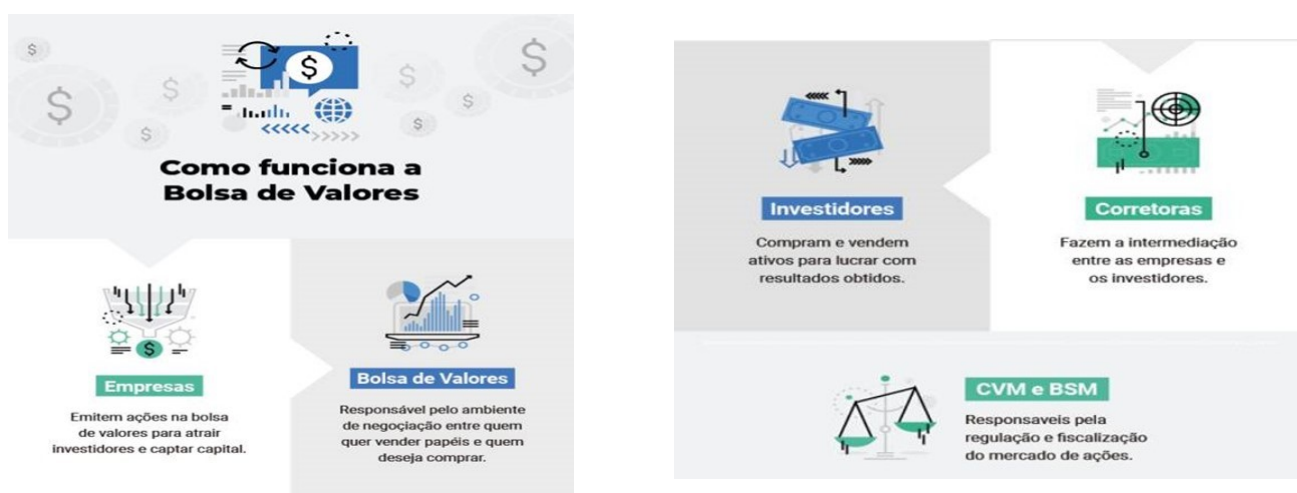 Como funciona a
Bolsa de Valores
Empresas
Emitem ações na bolsa
de valores para atrair
investidores e captar capital.
Bolsa de Valores
Responsável pelo ambiente
de negociação entre quem
quer vender papéis e quem
deseja comprar.
Corretoras
Fazem a intermediação
entre as empresas e
os investidores.
Investidores
Compram e vendem
ativos para lucrar com
resultados obtidos.
CVM e BSM
Responsaveis pela
regulação e fiscalização
do mercado de ações.